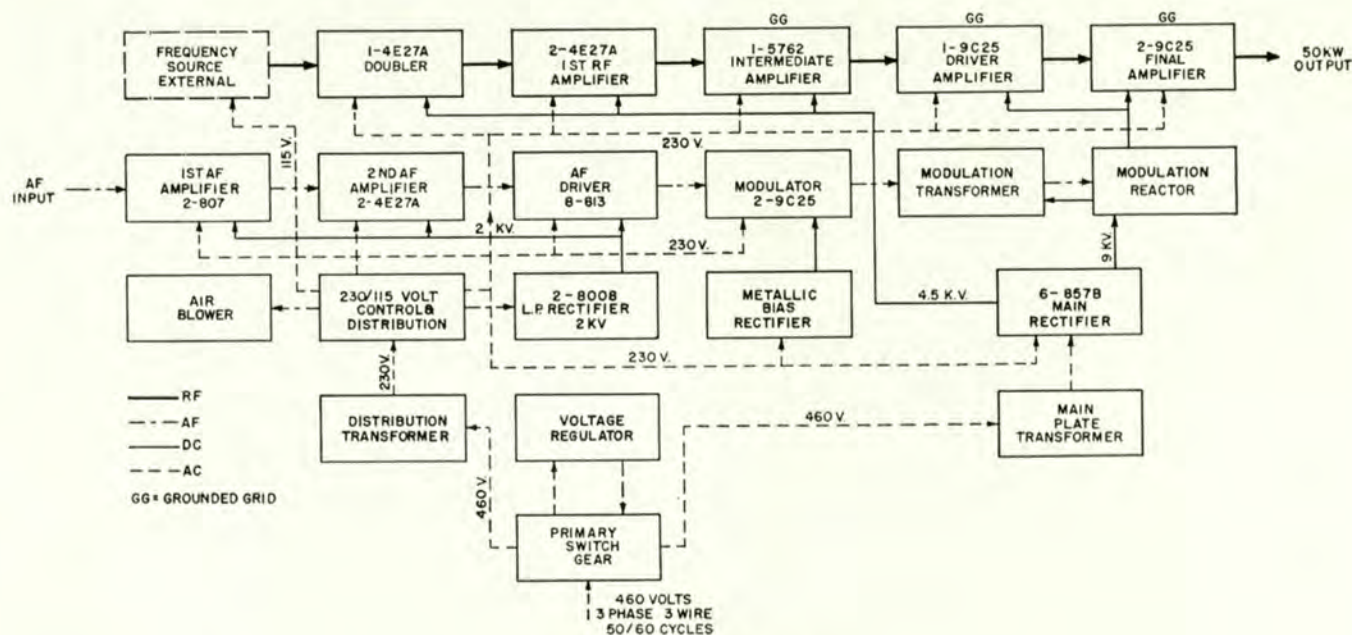 FREQUENCY
SOURCE
EXTERNAL
1-4E27A
DOUBLER
2-4E27A
1ST RF
AMPLIFIER
GG
1-5762
INTERMEDIATE
AMPLIFIER
GG
1-9C25
DRIVER
AMPLIFIER
GG
2-9C25
FINAL
AMPLIFIER
50KW
OUTPUT
115 V.
230 V.
AF
INPUT
1ST AF
AMPLIFIER
2-807
2ND AF
AMPLIFIER
2-4E27A
AF
DRIVER
8-813
MODULATOR
2-9C25
MODULATION
TRANSFORMER
MODULATION
REACTOR
2 KV.
230 V.
9 KV.
AIR
BLOWER
230/115 VOLT
CONTROL &
DISTRIBUTION
2-8008
L.P. RECTIFIER
2 KV
METALLIC
BIAS
RECTIFIER
4.5 K.V.
6-857B
MAIN
RECTIFIER
230V.
230 V.
RF
AF
DC
AC
GG = GROUNDED GRID
DISTRIBUTION
TRANSFORMER
VOLTAGE
REGULATOR
460 V.
MAIN
PLATE
TRANSFORMER
460 V.
PRIMARY
SWITCH
GEAR
460 VOLTS
3 PHASE 3 WIRE
50/60 CYCLES